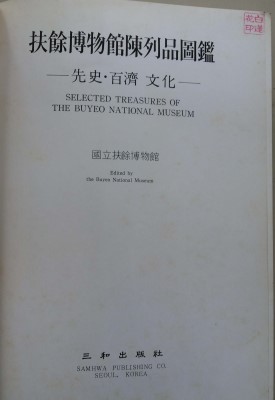 扶餘博物館陳列品圖鑑
—先史·百濟 文化—
SELECTED TREASURES OF
THE BUYEO NATIONAL MUSEUM
國立扶餘博物館
Edited by
the Buyeo National Museum
三和出版社
SAMHWA PUBLISHING CO.
SEOUL, KOREA